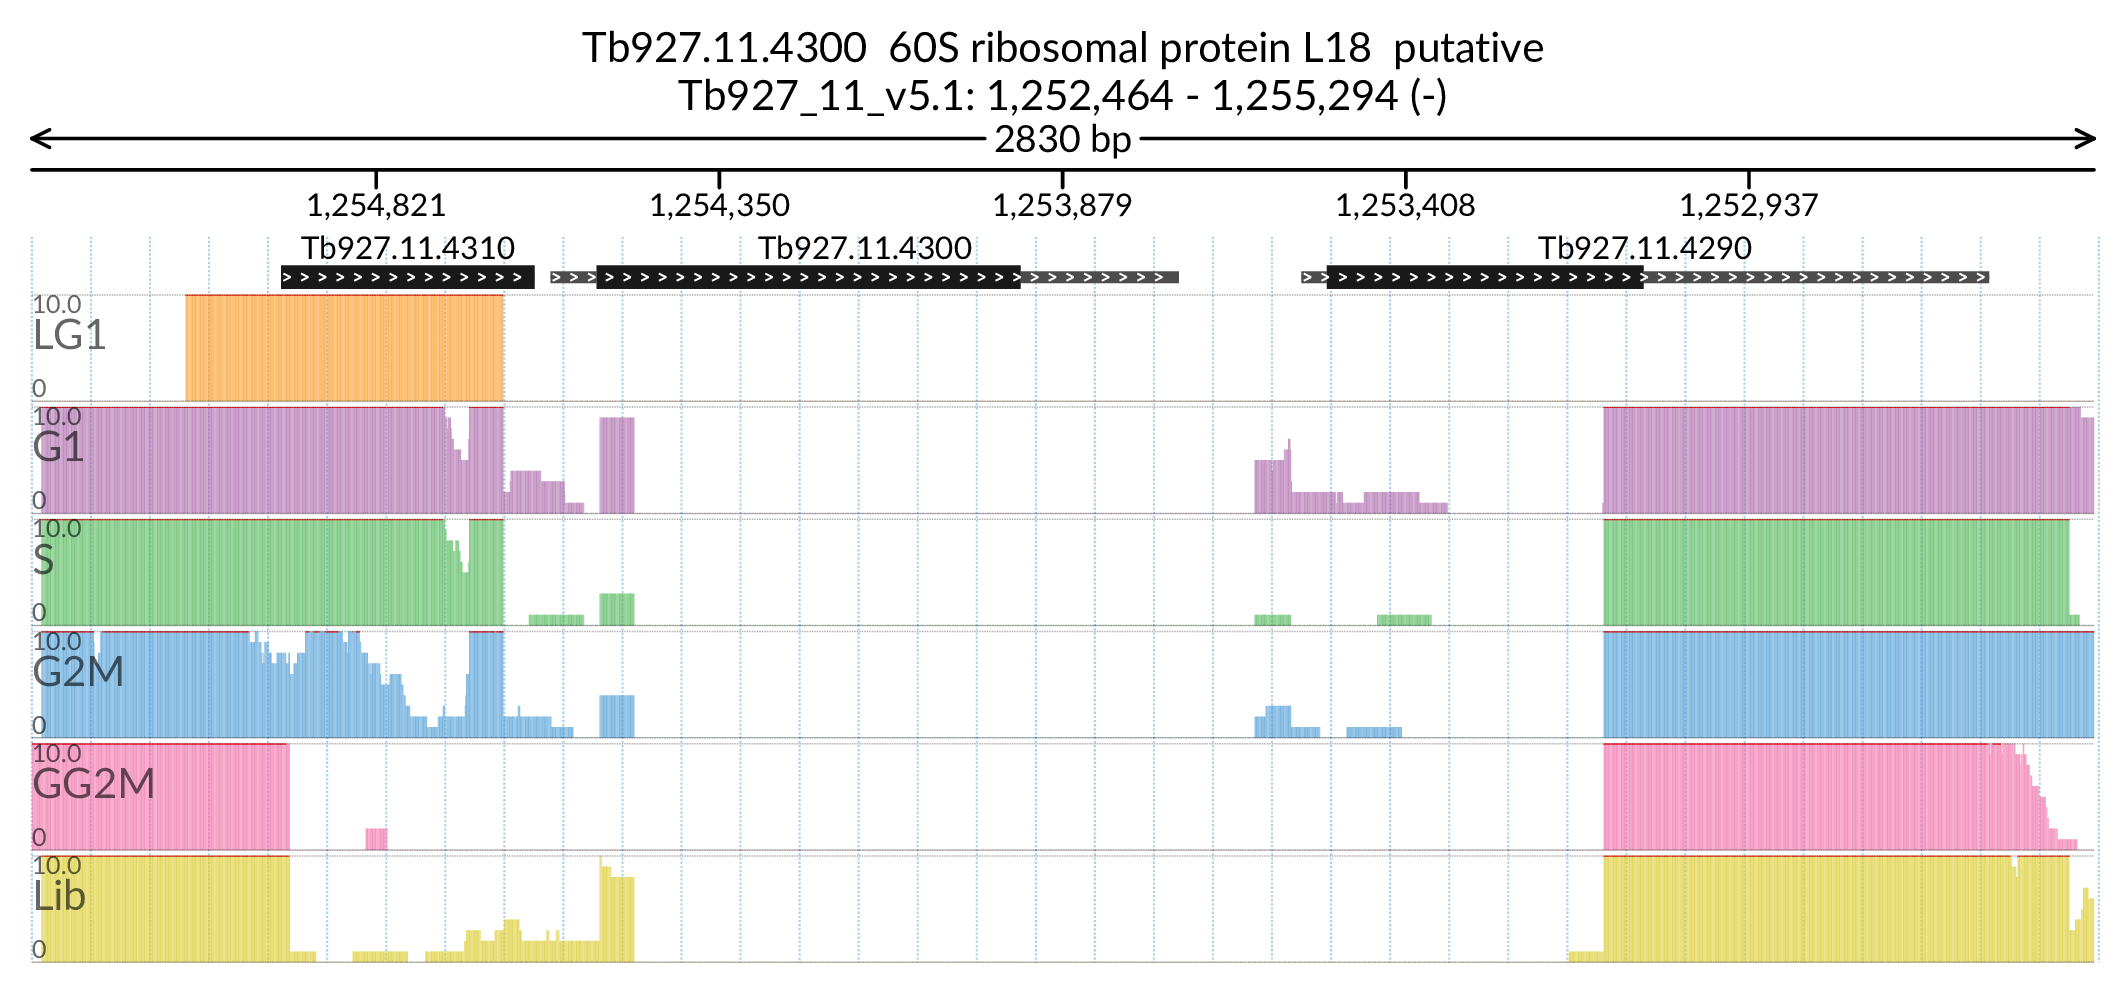 Tb927.11.4300  60S ribosomal protein L18  putative
Tb927_11_v5.1: 1,252,464 - 1,255,294 (-)
2830 bp
1,254,821 1,254,350 1,253,879 1,253,408 1,252,937
Tb927.11.4310 Tb927.11.4300 Tb927.11.4290
10.0
LG1
0
10.0
G1
0
10.0
S
0
10.0
G2M
0
10.0
GG2M
0
10.0
Lib
0